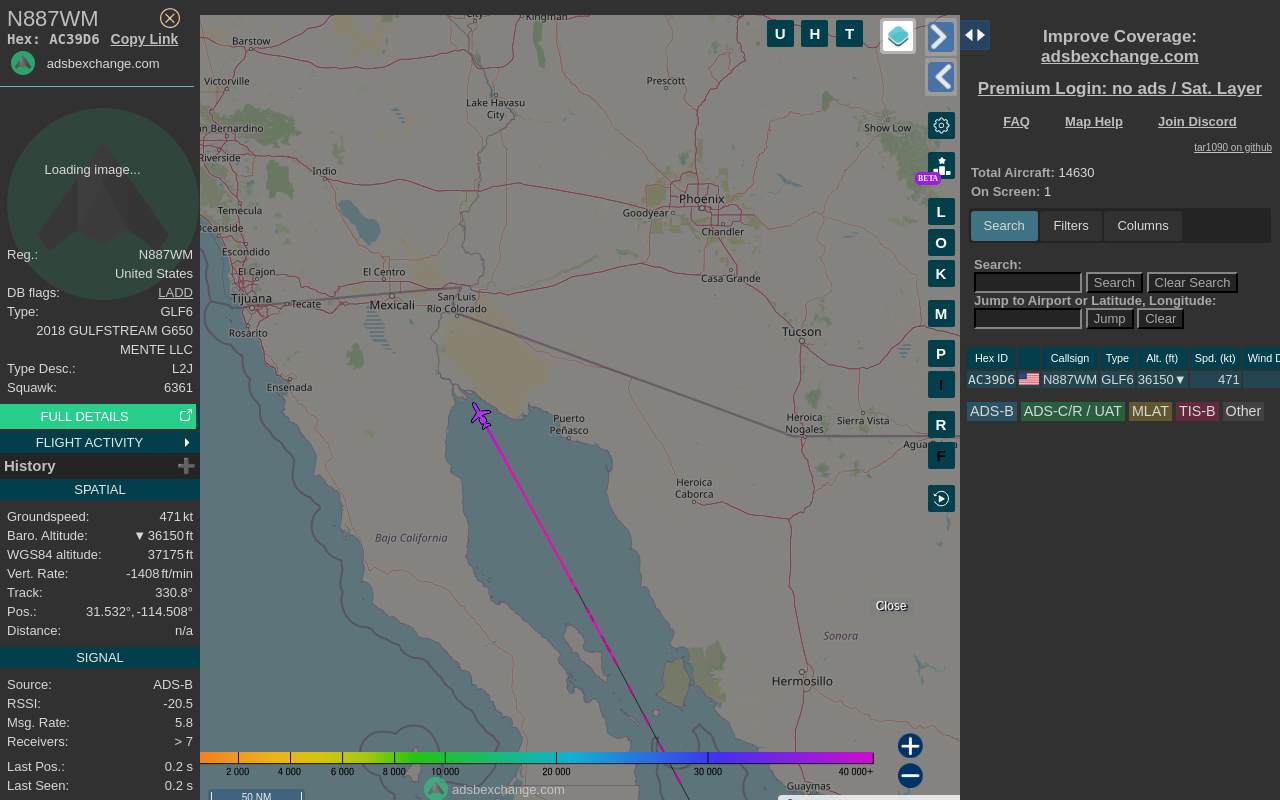 N887WM
Hex: AC39D6 Copy Link
adsbexchange.com
Loading image...
Reg.: N887WM
United States
DB flags: LADD
Type: GLF6
2018 GULFSTREAM G650
MENTE LLC
Type Desc.: L2J
Squawk: 6361
FULL DETAILS
FLIGHT ACTIVITY
History
SPATIAL
Groundspeed: 471 kt
Baro. Altitude: ▼ 36150 ft
WGS84 altitude: 37175 ft
Vert. Rate: -1408 ft/min
Track: 330.8°
Pos.: 31.532°, -114.508°
Distance: n/a
SIGNAL
Source: ADS-B
RSSI: -20.5
Msg. Rate: 5.8
Receivers: > 7
Last Pos.: 0.2 s
Last Seen: 0.2 s
Kingman
Barstow
Victorville
Prescott
Lake Havasu
City
San Bernardino
Riverside
Show Low
Indio
Phoenix
Temecula
Goodyear
Oceanside
Chandler
Escondido
El Cajon
El Centro
Casa Grande
Tijuana
Tecate
Mexicali
San Luis
Río Colorado
Rosarito
Tucson
Ensenada
Puerto
Peñasco
Heroica
Nogales
Sierra Vista
Heroica
Caborca
Baja California
Sonora
Hermosillo
Guaymas
Close
U H T
BETA
L
O
K
M
P
I
R
F
2 000 4 000 6 000 8 000 10 000 20 000 30 000 40 000+
adsbexchange.com
50 NM
Improve Coverage:
adsbexchange.com
Premium Login: no ads / Sat. Layer
FAQ Map Help Join Discord
tar1090 on github
Total Aircraft: 14630
On Screen: 1
Search Filters Columns
Search:
Search Clear Search
Jump to Airport or Latitude, Longitude:
Jump Clear
Hex ID Callsign Type Alt. (ft) Spd. (kt) Wind D
AC39D6 N887WM GLF6 36150▼ 471
ADS-B ADS-C/R / UAT MLAT TIS-B Other